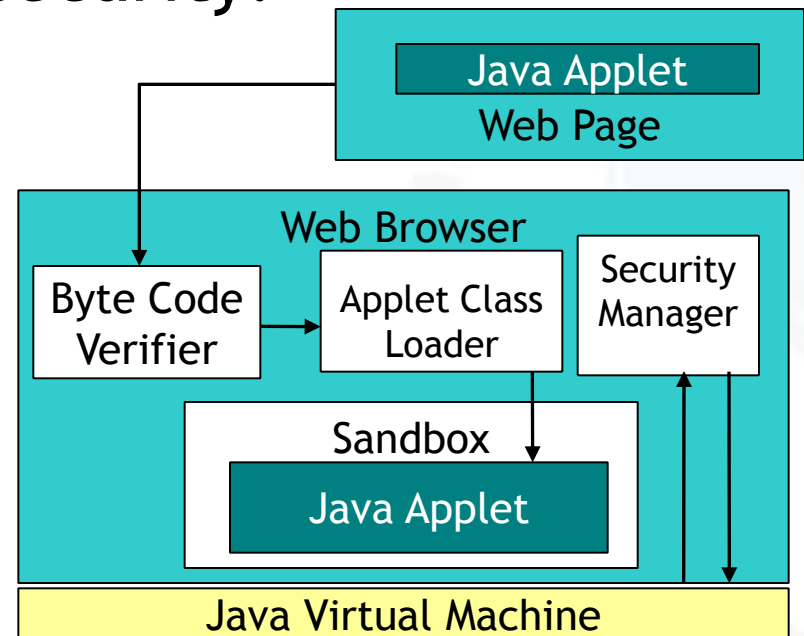 security.
Java Applet
Web Page
Web Browser
Byte Code
Verifier
Applet Class
Loader
Security
Manager
Sandbox
Java Applet
Java Virtual Machine